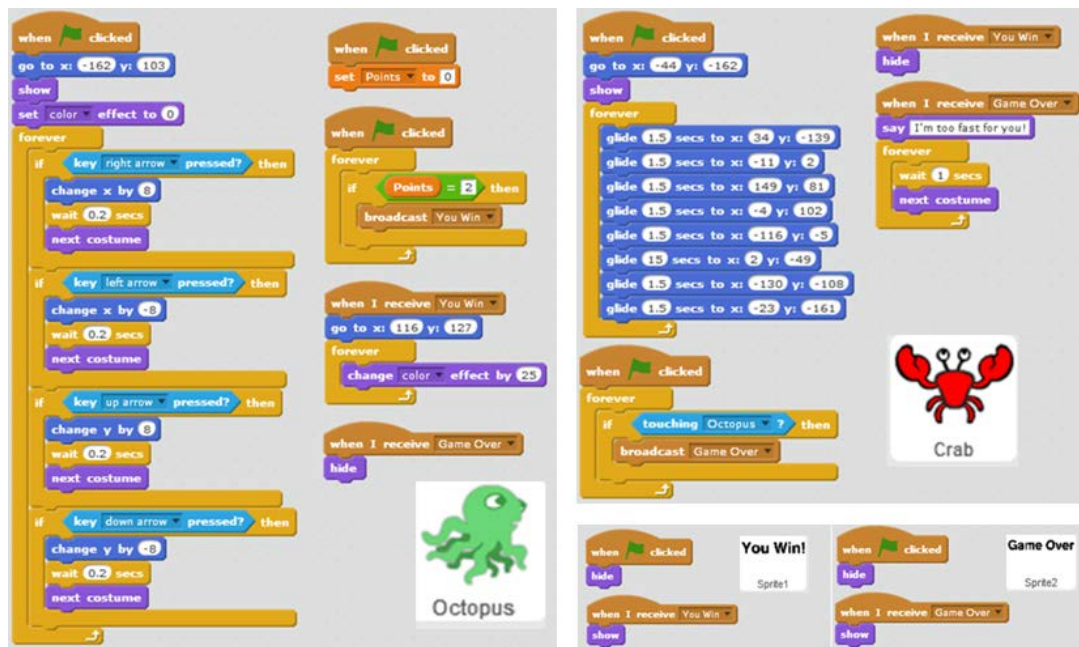 when clicked
go to x: -162 y: 103
show
set color effect to 0
forever
if key right arrow pressed? then
change x by 8
wait 0.2 secs
next costume
if key left arrow pressed? then
change x by -8
wait 0.2 secs
next costume
if key up arrow pressed? then
change y by 8
wait 0.2 secs
next costume
if key down arrow pressed? then
change y by -8
wait 0.2 secs
next costume
when clicked
set Points to 0
when clicked
forever
if Points = 2 then
broadcast You Win
when I receive You Win
go to x: 116 y: 127
forever
change color effect by 25
when I receive Game Over
hide
Octopus
when clicked
go to x: -44 y: -162
show
forever
glide 1.5 secs to x: 34 y: -139
glide 1.5 secs to x: -11 y: 2
glide 1.5 secs to x: 149 y: 81
glide 1.5 secs to x: -4 y: 102
glide 1.5 secs to x: -116 y: -5
glide 15 secs to x: 2 y: -49
glide 1.5 secs to x: -130 y: -108
glide 1.5 secs to x: -23 y: -161
when clicked
forever
if touching Octopus ? then
broadcast Game Over
when I receive You Win
hide
when I receive Game Over
say I'm too fast for you!
forever
wait 1 secs
next costume
Crab
when clicked
hide
when I receive You Win
show
You Win!
Sprite1
when clicked
hide
when I receive Game Over
show
Game Over
Sprite2